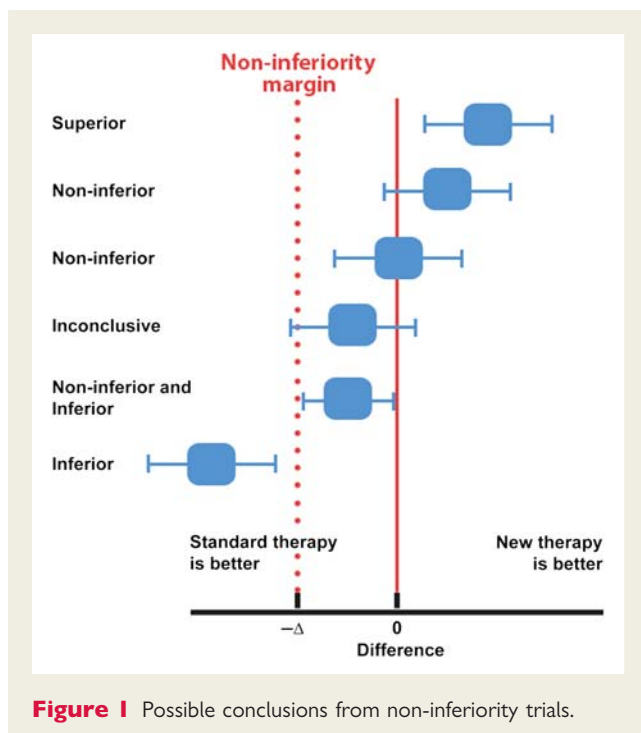 Non-inferiority
margin
Superior
Non-inferior
Non-inferior
Inconclusive
Non-inferior and
Inferior
Inferior
Standard therapy
is better
New therapy
is better
−Δ
0
Difference
Figure 1 Possible conclusions from non-inferiority trials.